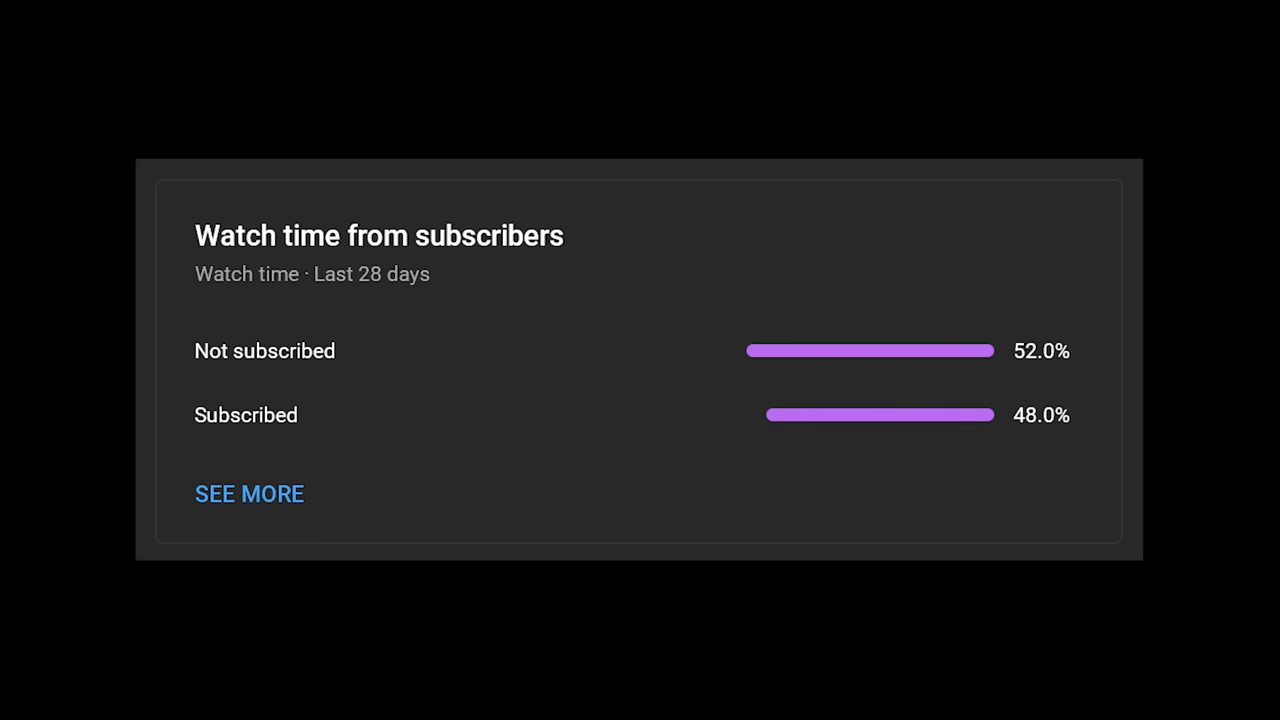 Watch time from subscribers
Watch time · Last 28 days
Not subscribed 52.0%
Subscribed 48.0%
SEE MORE